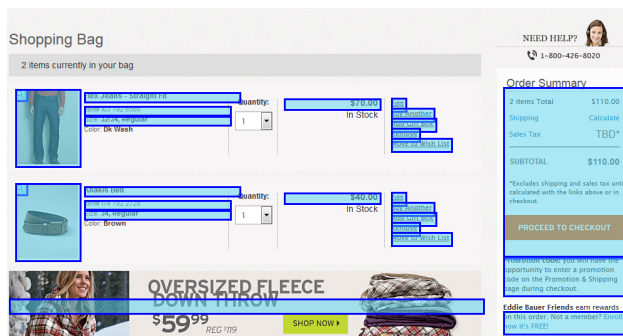 Shopping Bag
2 items currently in your bag
Flex Jeans - Straight Fit
Size: 32/34, Regular
Color: Dk Wash
Quantity:
1
$70.00
In Stock
Edit
Buy Another
Add Gift Box
Remove
Move to Wish List
Khakis Belt
Size: 34, Regular
Color: Brown
Quantity:
1
$40.00
In Stock
Edit
Buy Another
Add Gift Box
Remove
Move to Wish List
OVERSIZED FLEECE
DOWN THROW
$59.99
REG $119
SHOP NOW
NEED HELP?
1-800-426-8020
Order Summary
2 Items Total $110.00
Shipping Calculate
Sales Tax TBD*
SUBTOTAL $110.00
*Excludes shipping and sales tax until
calculated with the links above or in
checkout.
PROCEED TO CHECKOUT
Promotion code: you will have the
opportunity to enter a promotion
code on the Promotion & Shipping
page during checkout.
Eddie Bauer Friends earn rewards
on this order. Not a member? Enroll
now it's FREE!